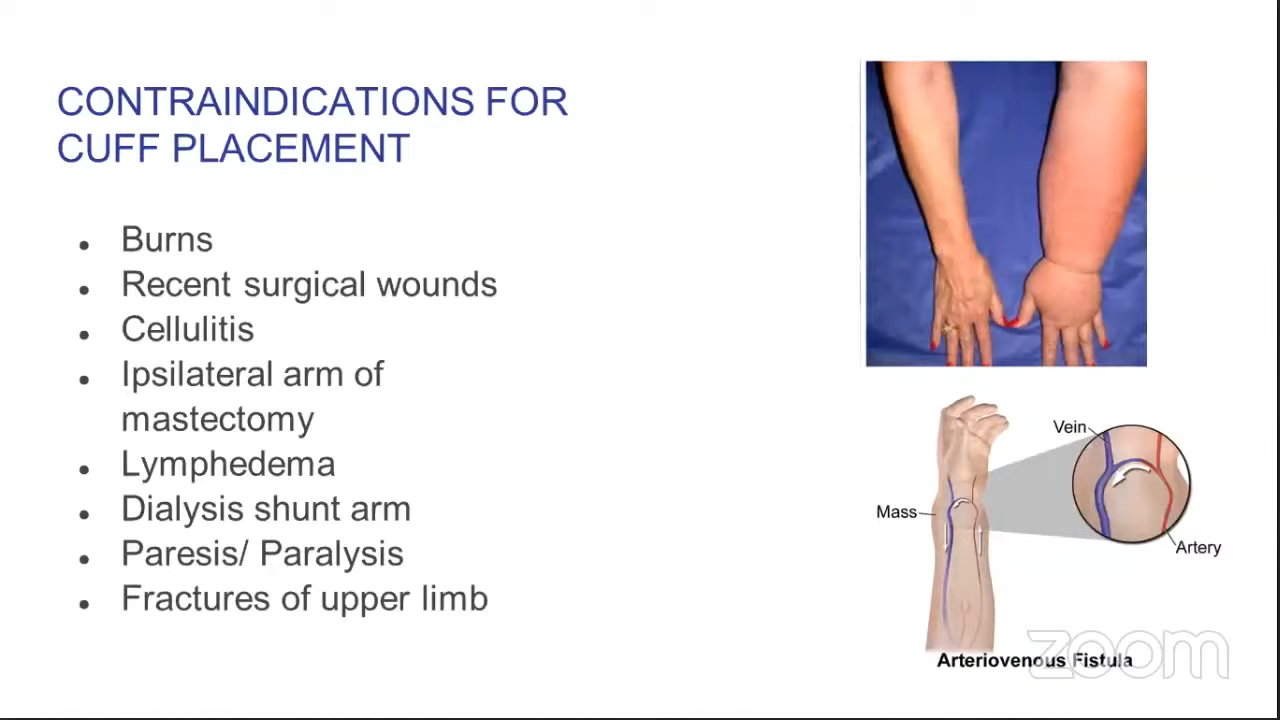 CONTRAINDICATIONS FOR
CUFF PLACEMENT
Burns
Recent surgical wounds
Cellulitis
Ipsilateral arm of
mastectomy
Lymphedema
Dialysis shunt arm
Paresis/ Paralysis
Fractures of upper limb
Vein
Mass
Artery
Arteriovenous Fistula
zoom